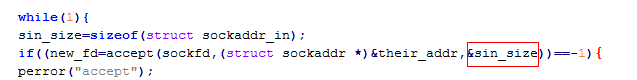 while(1){
sin_size=sizeof(struct sockaddr_in);
if((new_fd=accept(sockfd,(struct sockaddr *)&their_addr,&sin_size))==-1){
perror("accept");